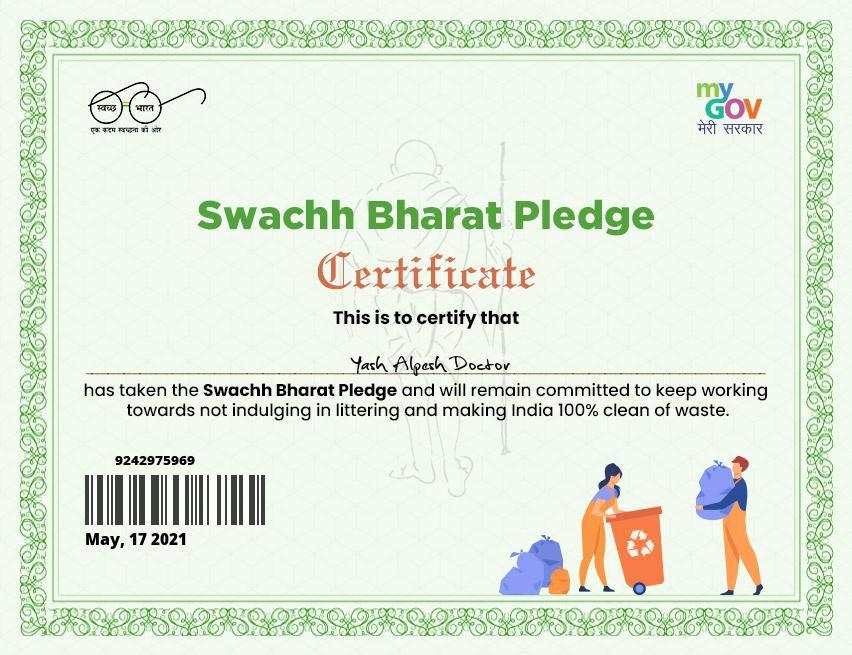 स्वच्छ भारत
एक कदम स्वच्छता की ओर
my
GOV
मेरी सरकार
Swachh Bharat Pledge
Certificate
This is to certify that
Yash Alpesh Doctor
has taken the Swachh Bharat Pledge and will remain committed to keep working
towards not indulging in littering and making India 100% clean of waste.
9242975969
May, 17 2021